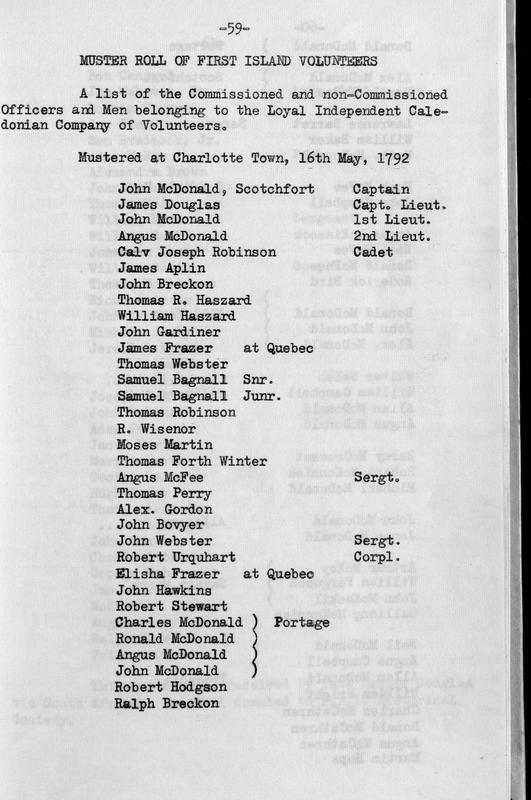 -59-
MUSTER ROLL OF FIRST ISLAND VOLUNTEERS
A list of the Commissioned and non-Commissioned
Officers and Men belonging to the Loyal Independent Cale-
donian Company of Volunteers.
Mustered at Charlotte Town, 16th May, 1792
John McDonald, Scotchfort Captain
James Douglas Capt. Lieut.
John McDonald 1st Lieut.
Angus McDonald 2nd Lieut.
Calv Joseph Robinson Cadet
James Aplin
John Breckon
Thomas R. Haszard
William Haszard
John Gardiner
James Frazer at Quebec
Thomas Webster
Samuel Bagnall Snr.
Samuel Bagnall Junr.
Thomas Robinson
R. Wisenor
Moses Martin
Thomas Forth Winter
Angus McFee Sergt.
Thomas Perry
Alex. Gordon
John Bovyer
John Webster Sergt.
Robert Urquhart Corpl.
Elisha Frazer at Quebec
John Hawkins
Robert Stewart
Charles McDonald ) Portage
Ronald McDonald )
Angus McDonald )
John McDonald )
Robert Hodgson
Ralph Breckon